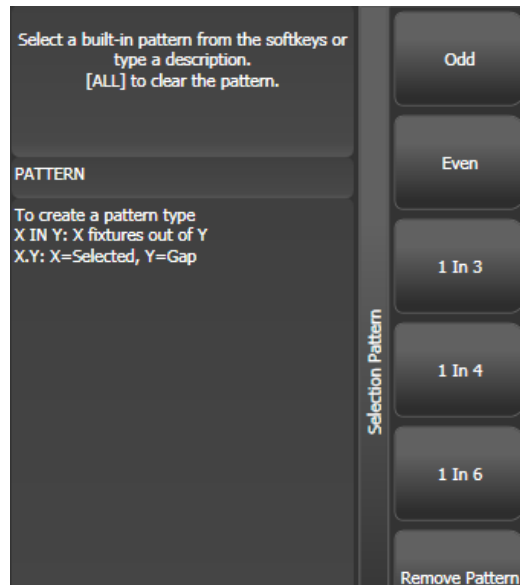 Select a built-in pattern from the softkeys or
type a description.
[ALL] to clear the pattern.
PATTERN
To create a pattern type
X IN Y: X fixtures out of Y
X.Y: X=Selected, Y=Gap
Selection Pattern
Odd
Even
1 In 3
1 In 4
1 In 6
Remove Pattern